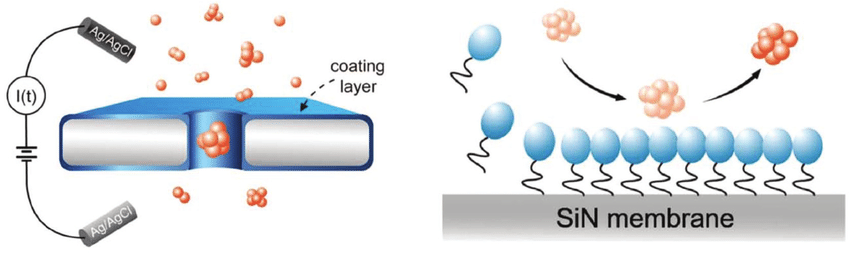 Ag/AgCl
I(t)
coating
layer
Ag/AgCl
SiN membrane